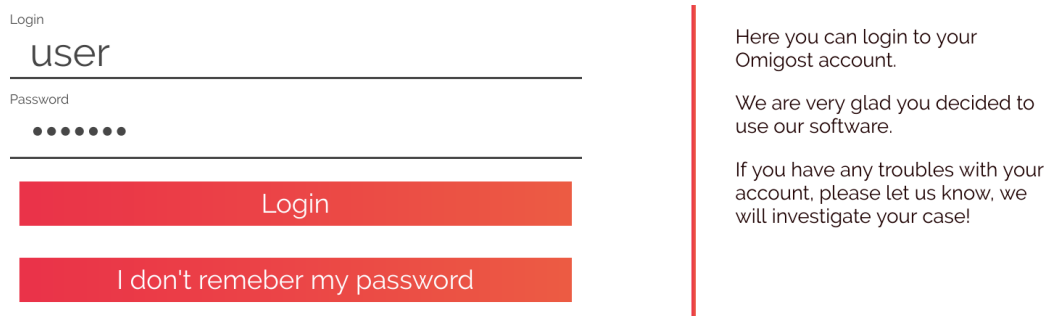 Login
user
Password
•••••••
Login
I don't remeber my password
Here you can login to your
Omigost account.
We are very glad you decided to
use our software.
If you have any troubles with your
account, please let us know, we
will investigate your case!